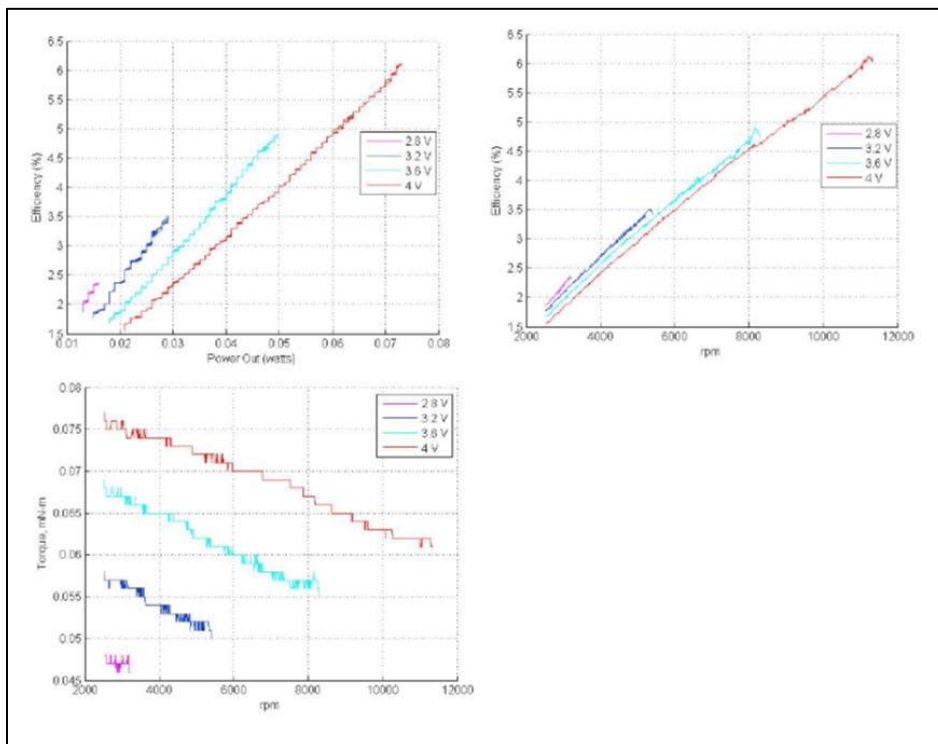 6.5
6
5.5
5
4.5
4
3.5
3
2.5
2
1.5
Efficiency (%)
0.01 0.02 0.03 0.04 0.05 0.06 0.07 0.08
Power Out (watts)
2.8 V
3.2 V
3.6 V
4 V
6.5
6
5.5
5
4.5
4
3.5
3
2.5
2
1.5
Efficiency (%)
2000 4000 6000 8000 10000 12000
rpm
2.8 V
3.2 V
3.6 V
4 V
0.08
0.075
0.07
0.065
0.06
0.055
0.05
0.045
Torque, mN-m
2000 4000 6000 8000 10000 12000
rpm
2.8 V
3.2 V
3.6 V
4 V